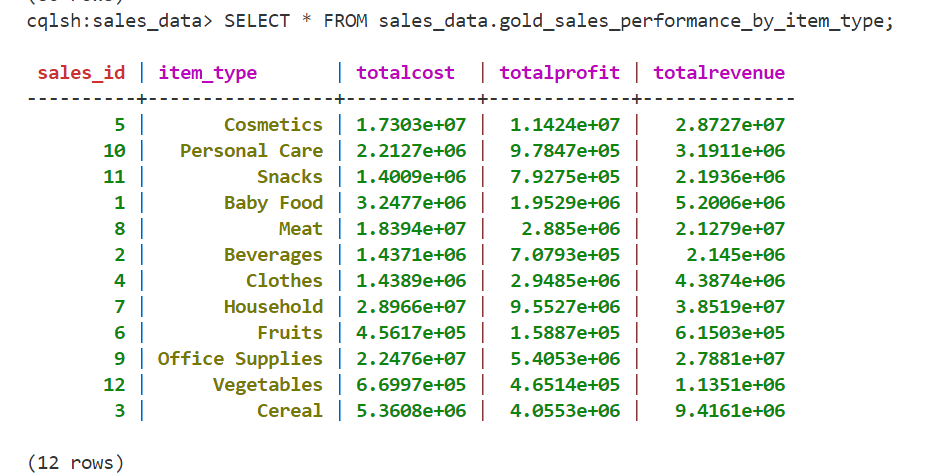 cqlsh:sales_data> SELECT * FROM sales_data.gold_sales_performance_by_item_type;
sales_id | item_type | totalcost | totalprofit | totalrevenue
----------+----------------+------------+-------------+--------------
5 | Cosmetics | 1.7303e+07 | 1.1424e+07 | 2.8727e+07
10 | Personal Care | 2.2127e+06 | 9.7847e+05 | 3.1911e+06
11 | Snacks | 1.4009e+06 | 7.9275e+05 | 2.1936e+06
1 | Baby Food | 3.2477e+06 | 1.9529e+06 | 5.2006e+06
8 | Meat | 1.8394e+07 | 2.885e+06 | 2.1279e+07
2 | Beverages | 1.4371e+06 | 7.0793e+05 | 2.145e+06
4 | Clothes | 1.4389e+06 | 2.9485e+06 | 4.3874e+06
7 | Household | 2.8966e+07 | 9.5527e+06 | 3.8519e+07
6 | Fruits | 4.5617e+05 | 1.5887e+05 | 6.1503e+05
9 | Office Supplies | 2.2476e+07 | 5.4053e+06 | 2.7881e+07
12 | Vegetables | 6.6997e+05 | 4.6514e+05 | 1.1351e+06
3 | Cereal | 5.3608e+06 | 4.0553e+06 | 9.4161e+06
(12 rows)